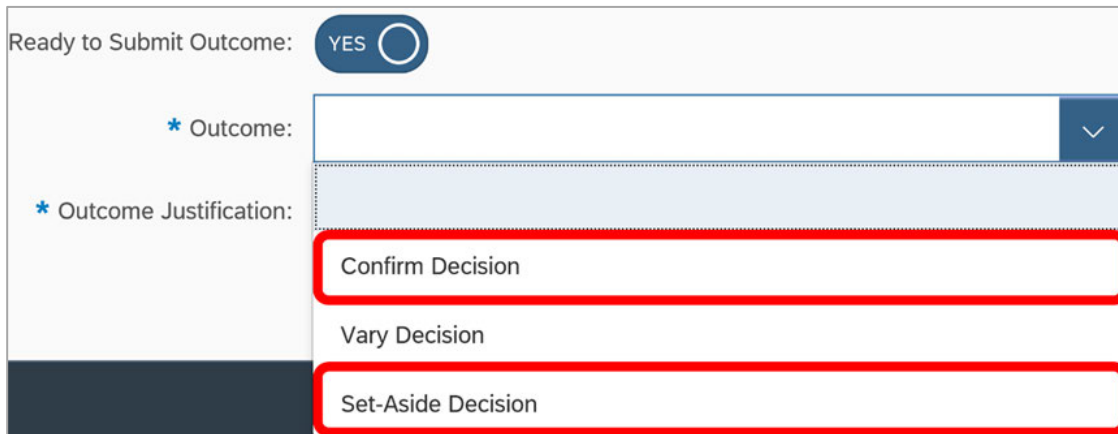 Ready to Submit Outcome: YES
* Outcome:
* Outcome Justification:
Confirm Decision
Vary Decision
Set-Aside Decision